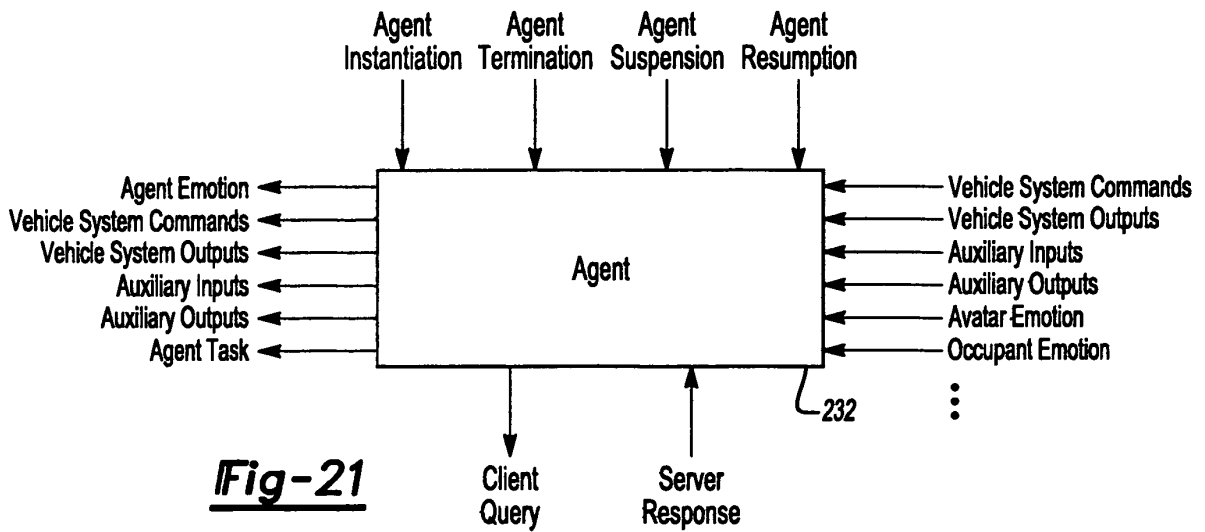 Agent Instantiation
Agent Termination
Agent Suspension
Agent Resumption
Agent Emotion
Vehicle System Commands
Vehicle System Outputs
Auxiliary Inputs
Auxiliary Outputs
Agent Task
Agent
Vehicle System Commands
Vehicle System Outputs
Auxiliary Inputs
Auxiliary Outputs
Avatar Emotion
Occupant Emotion
232
Client Query
Server Response
Fig-21